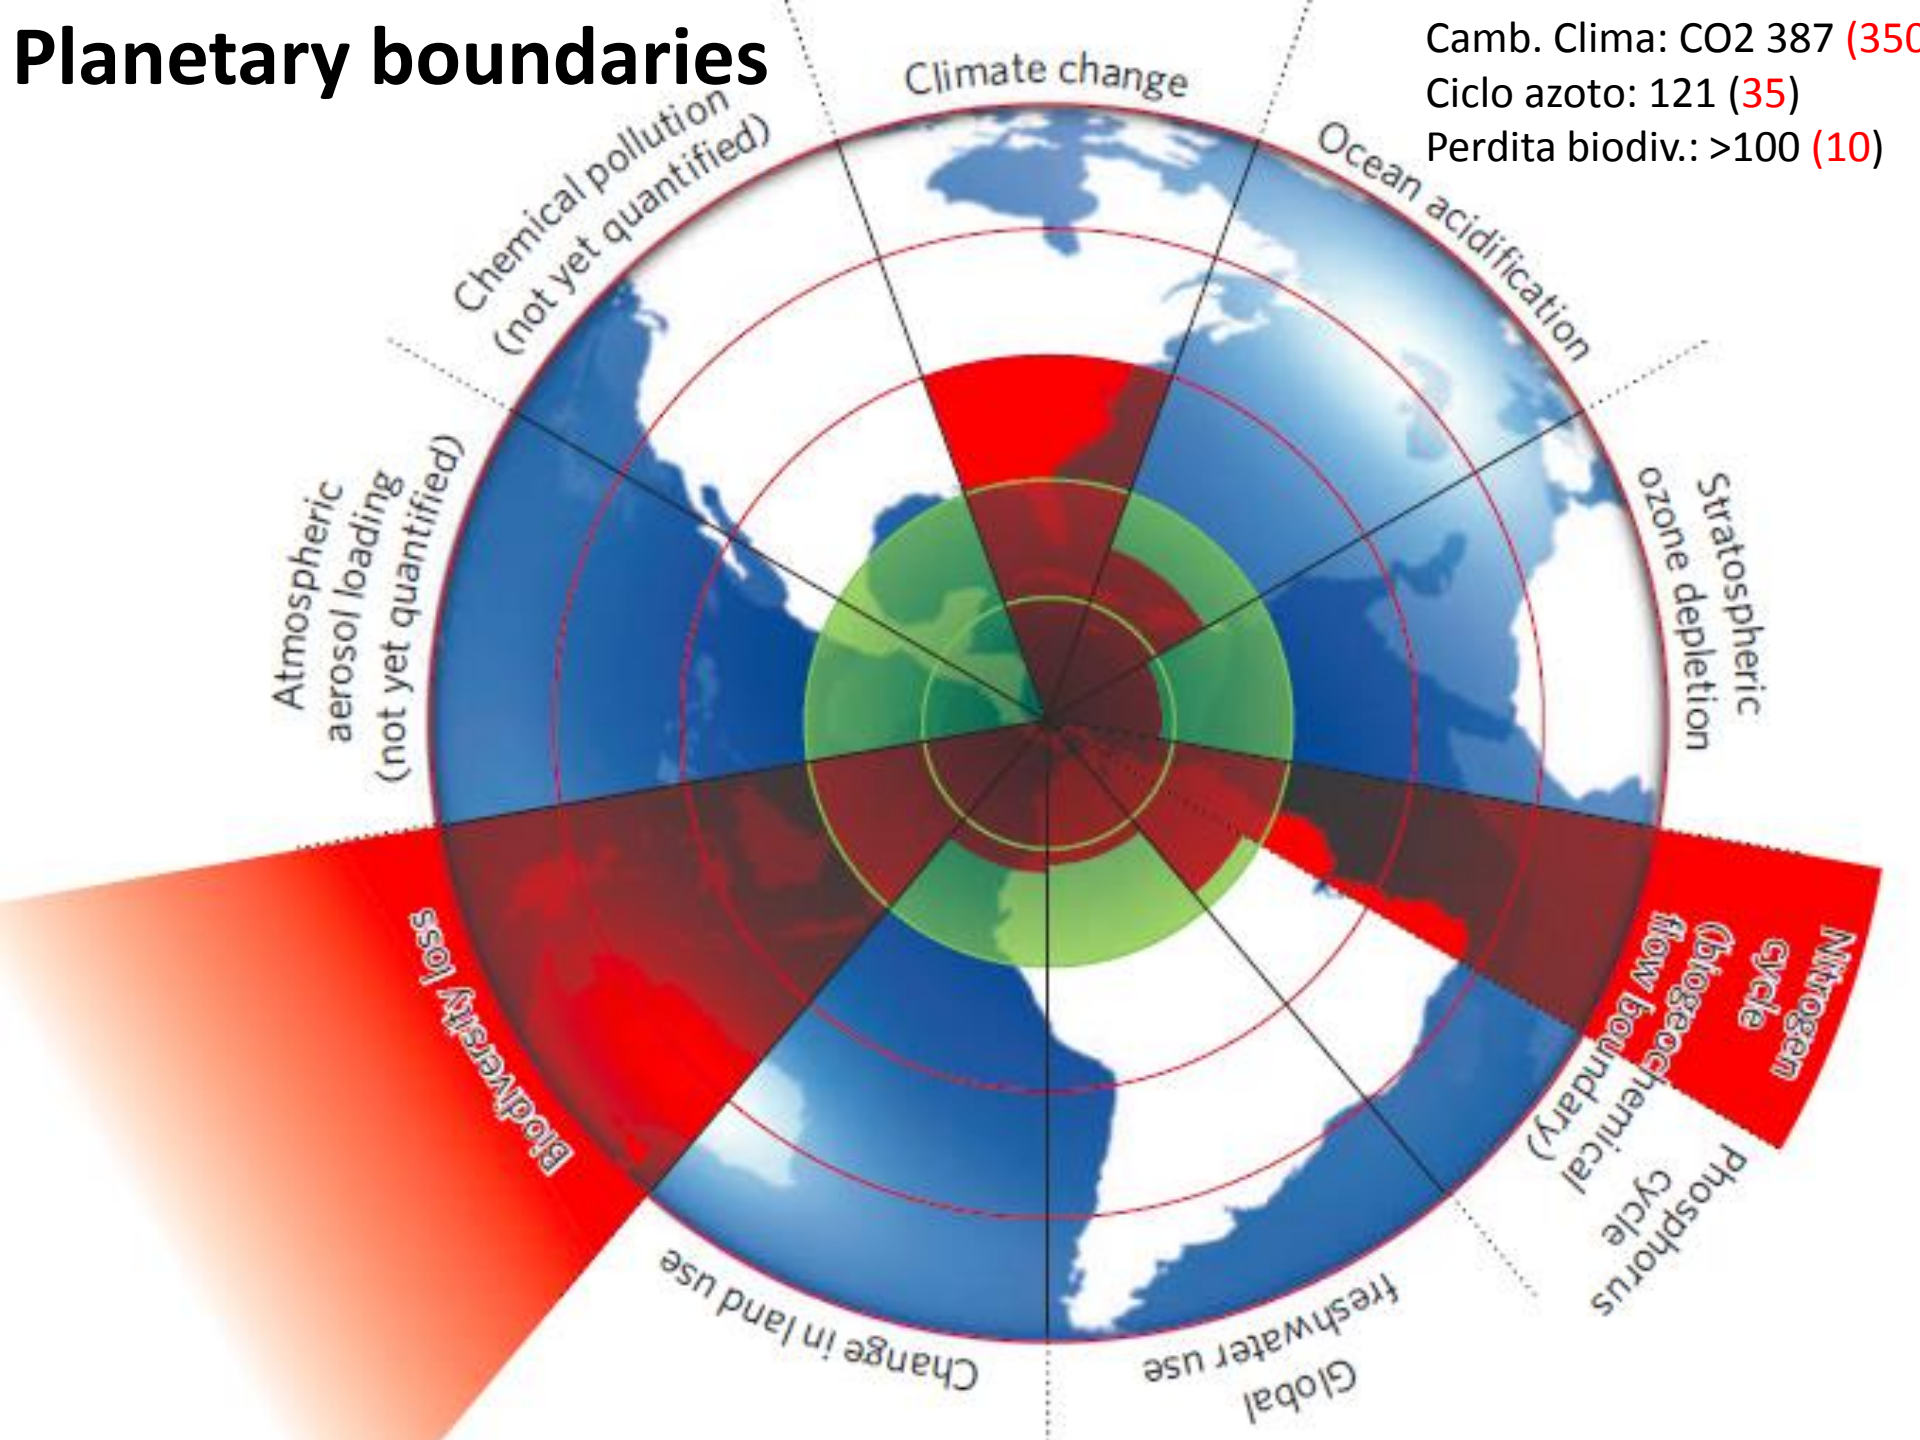 Planetary boundaries
Camb. Clima: CO2 387 (350
Ciclo azoto: 121 (35)
Perdita biodiv.: >100 (10)
Climate change
Ocean acidification
Stratospheric
ozone depletion
Nitrogen
cycle
(biogeochemical
flow boundary)
Phosphorus
cycle
Global
freshwater use
Change in land use
Biodiversity loss
Atmospheric
aerosol loading
(not yet quantified)
Chemical pollution
(not yet quantified)